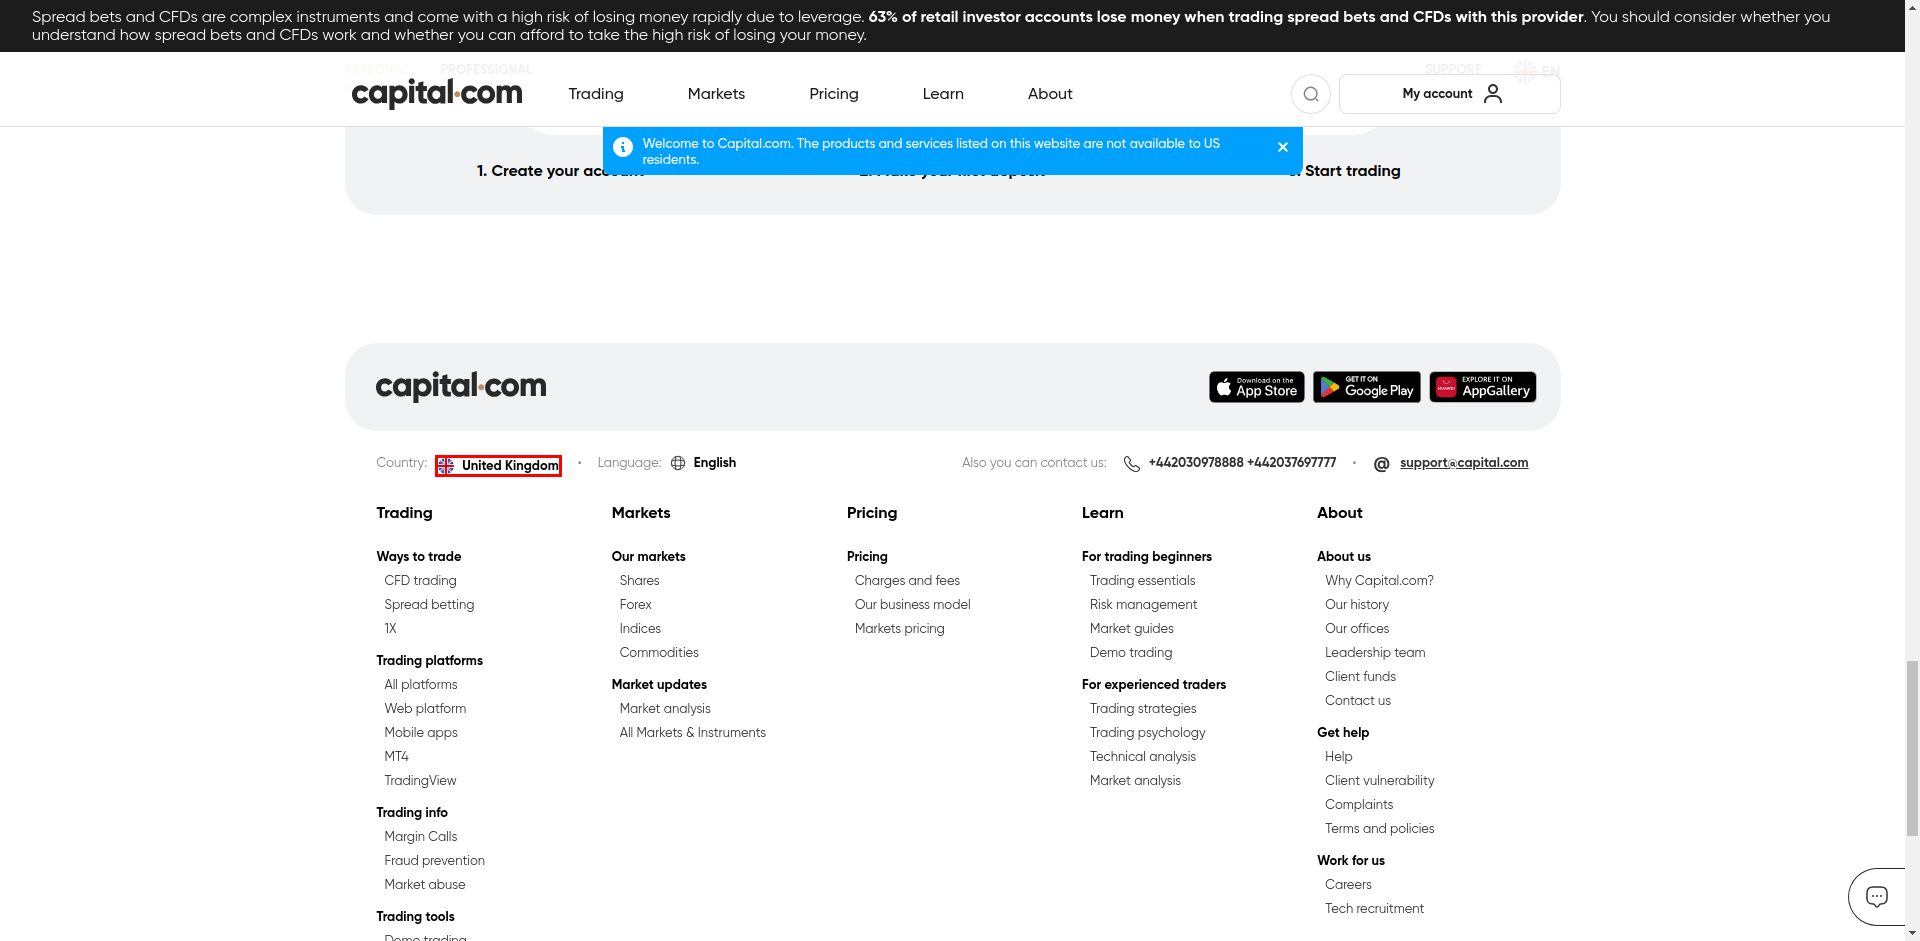 Spread bets and CFDs are complex instruments and come with a high risk of losing money rapidly due to leverage. 63% of retail investor accounts lose money when trading spread bets and CFDs with this provider. You should consider whether you
understand how spread bets and CFDs work and whether you can afford to take the high risk of losing your money.
PERSONAL PROFESSIONAL SUPPORT EN
capital.com Trading Markets Pricing Learn About My account
Welcome to Capital.com. The products and services listed on this website are not available to US
residents.
1. Create your account 2. Make your first deposit 3. Start trading
capital.com
Download on the
App Store
GET IT ON
Google Play
HUAWEI
EXPLORE IT ON
AppGallery
Country: United Kingdom • Language: English Also you can contact us: +442030978888 +442037697777 • @ support@capital.com
Trading
Ways to trade
CFD trading
Spread betting
1X
Trading platforms
All platforms
Web platform
Mobile apps
MT4
TradingView
Trading info
Margin Calls
Fraud prevention
Market abuse
Trading tools
Demo trading
Markets
Our markets
Shares
Forex
Indices
Commodities
Market updates
Market analysis
All Markets & Instruments
Pricing
Pricing
Charges and fees
Our business model
Markets pricing
Learn
For trading beginners
Trading essentials
Risk management
Market guides
Demo trading
For experienced traders
Trading strategies
Trading psychology
Technical analysis
Market analysis
About
About us
Why Capital.com?
Our history
Our offices
Leadership team
Client funds
Contact us
Get help
Help
Client vulnerability
Complaints
Terms and policies
Work for us
Careers
Tech recruitment